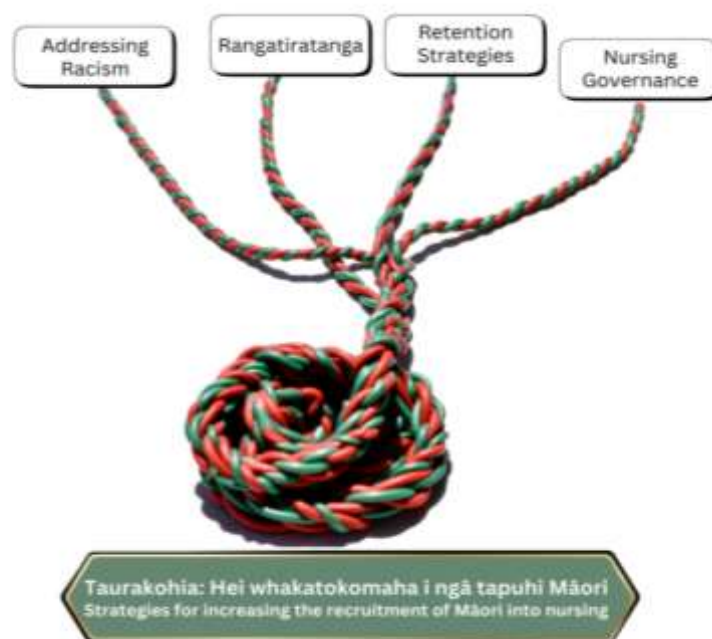 Addressing
Racism
Rangatiratanga
Retention
Strategies
Nursing
Governance
Taurakohia: Hei whakatokomaha i ngā tapuhi Māori
Strategies for increasing the recruitment of Māori into nursing